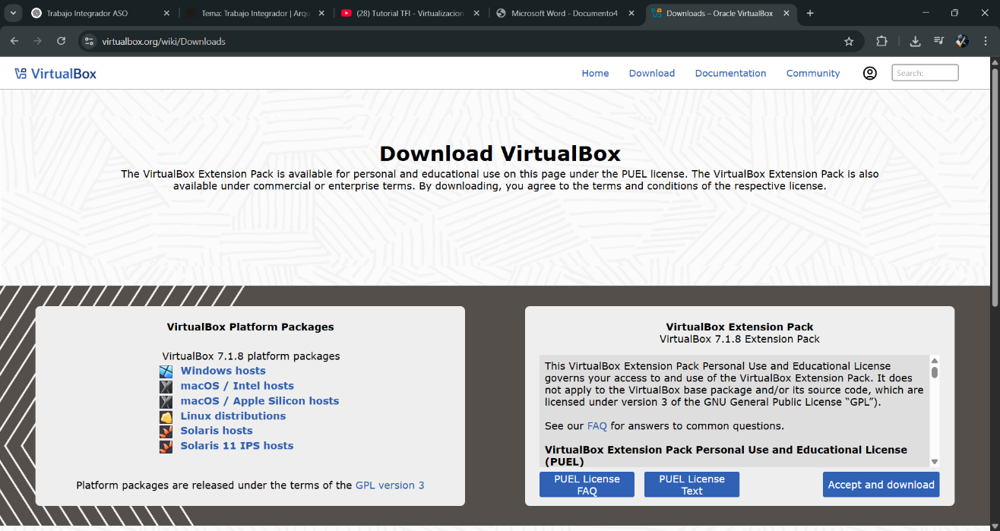 Trabajo Integrador ASO
Tema: Trabajo Integrador | Arqu
(28) Tutorial TFI - Virtualizacion
Microsoft Word - Documento4
Downloads – Oracle VirtualBox
virtualbox.org/wiki/Downloads
VirtualBox
Home
Download
Documentation
Community
Search:
Download VirtualBox
The VirtualBox Extension Pack is available for personal and educational use on this page under the PUEL license. The VirtualBox Extension Pack is also
available under commercial or enterprise terms. By downloading, you agree to the terms and conditions of the respective license.
VirtualBox Platform Packages
VirtualBox 7.1.8 platform packages
Windows hosts
macOS / Intel hosts
macOS / Apple Silicon hosts
Linux distributions
Solaris hosts
Solaris 11 IPS hosts
Platform packages are released under the terms of the GPL version 3
VirtualBox Extension Pack
VirtualBox 7.1.8 Extension Pack
This VirtualBox Extension Pack Personal Use and Educational License
governs your access to and use of the VirtualBox Extension Pack. It does
not apply to the VirtualBox base package and/or its source code, which are
licensed under version 3 of the GNU General Public License “GPL”).
See our FAQ for answers to common questions.
VirtualBox Extension Pack Personal Use and Educational License
(PUEL)
PUEL License
FAQ
PUEL License
Text
Accept and download